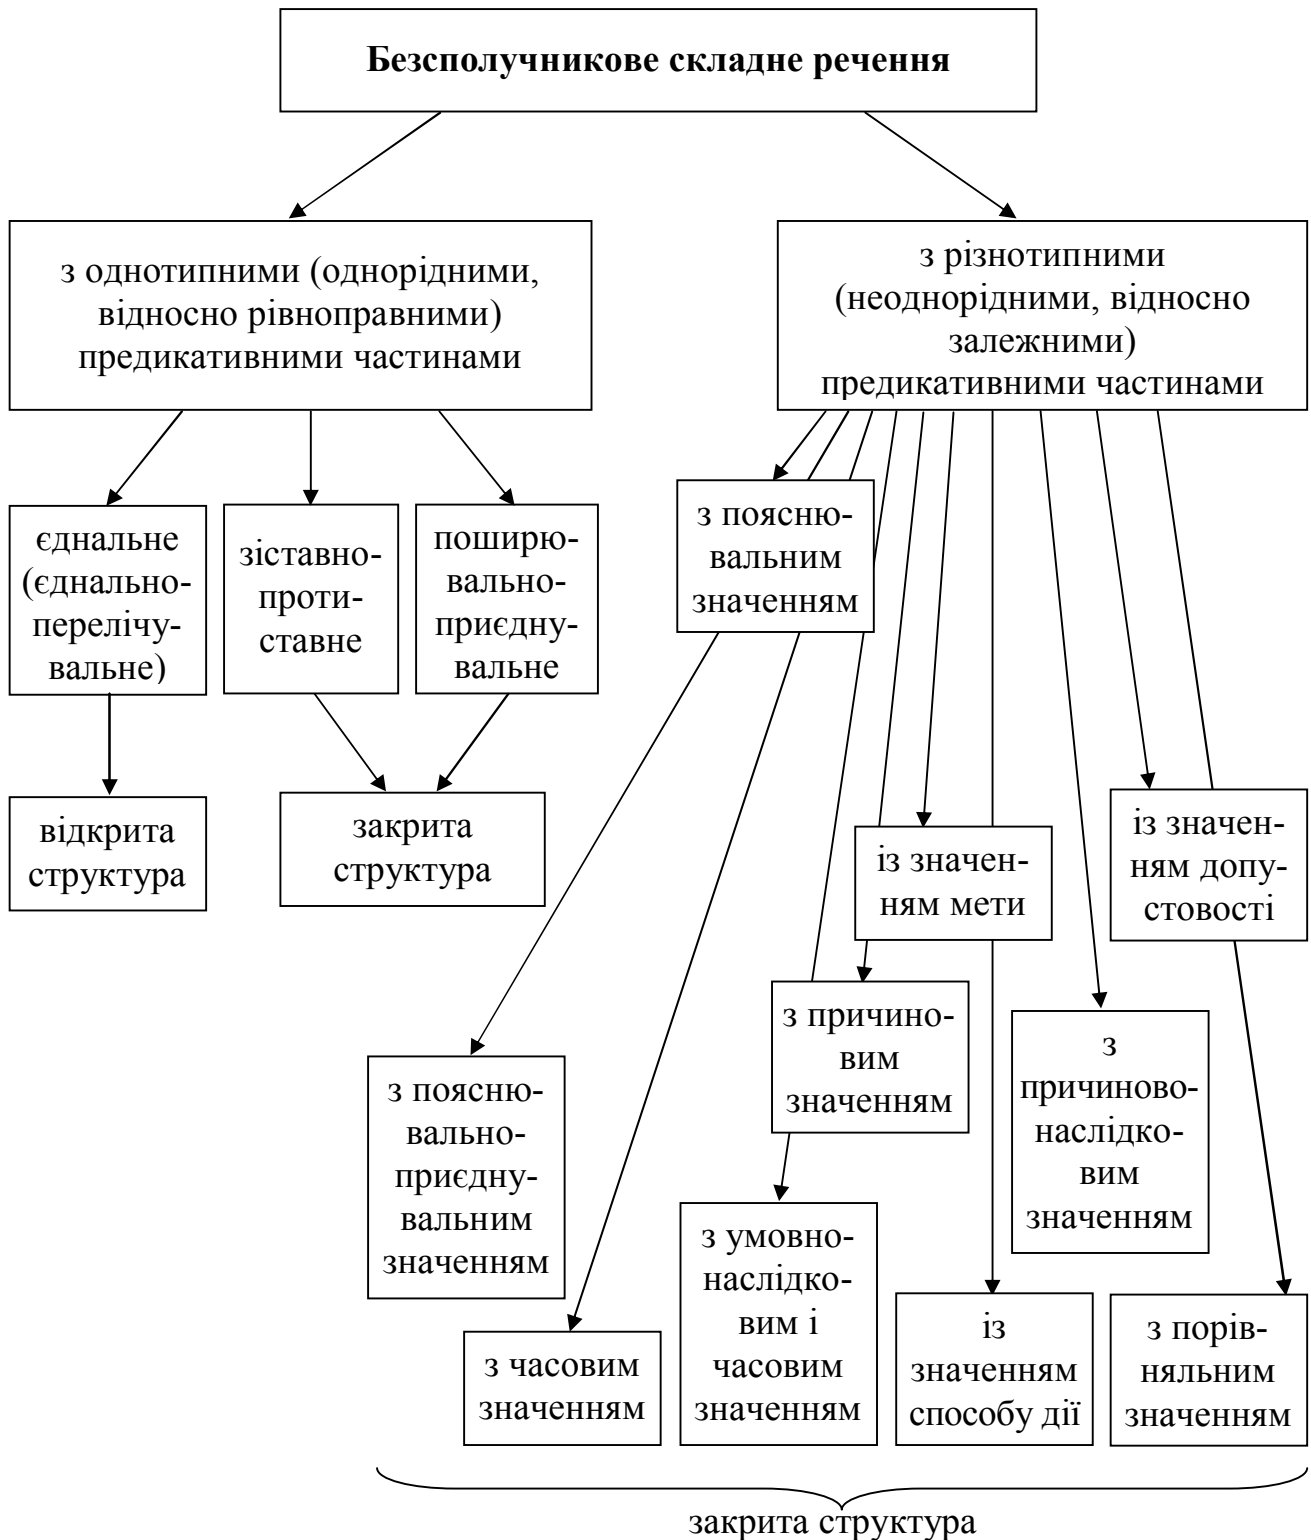 Безсполучникове складне речення
з однотипними (однорідними,
відносно рівноправними)
предикативними частинами
з різнотипними
(неоднорідними, відносно
залежними)
предикативними частинами
єднальне
(єднально-
перелічу-
вальне)
зіставно-
проти-
ставне
поширю-
вально-
приєдну-
вальне
з поясню-
вальним
значенням
відкрита
структура
закрита
структура
із значен-
ням мети
із значен-
ням допу-
стовості
з причино-
вим
значенням
з
причиново-
наслідко-
вим
значенням
з поясню-
вально-
приєдну-
вальним
значенням
з часовим
значенням
з умовно-
наслідко-
вим і
часовим
значенням
із
значенням
способу дії
з порів-
няльним
значенням
закрита структура